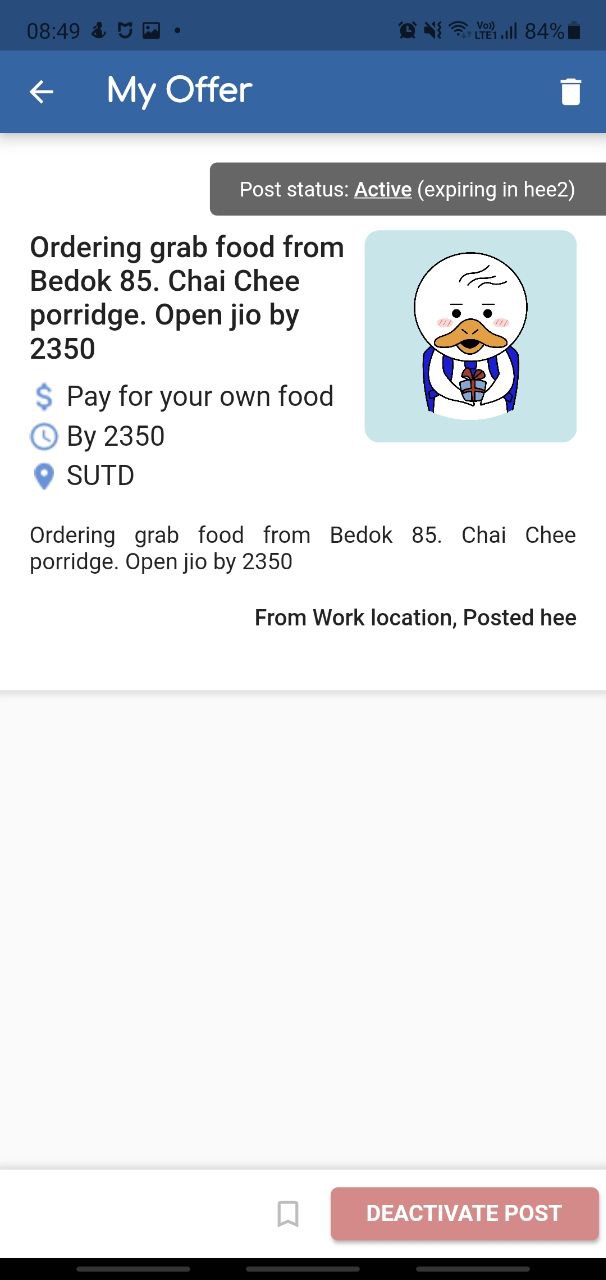 08:49
Vo))
LTE1
84%
My Offer
Post status: Active (expiring in hee2)
Ordering grab food from
Bedok 85. Chai Chee
porridge. Open jio by
2350
$ Pay for your own food
By 2350
SUTD
Ordering grab food from Bedok 85. Chai Chee
porridge. Open jio by 2350
From Work location, Posted hee
DEACTIVATE POST